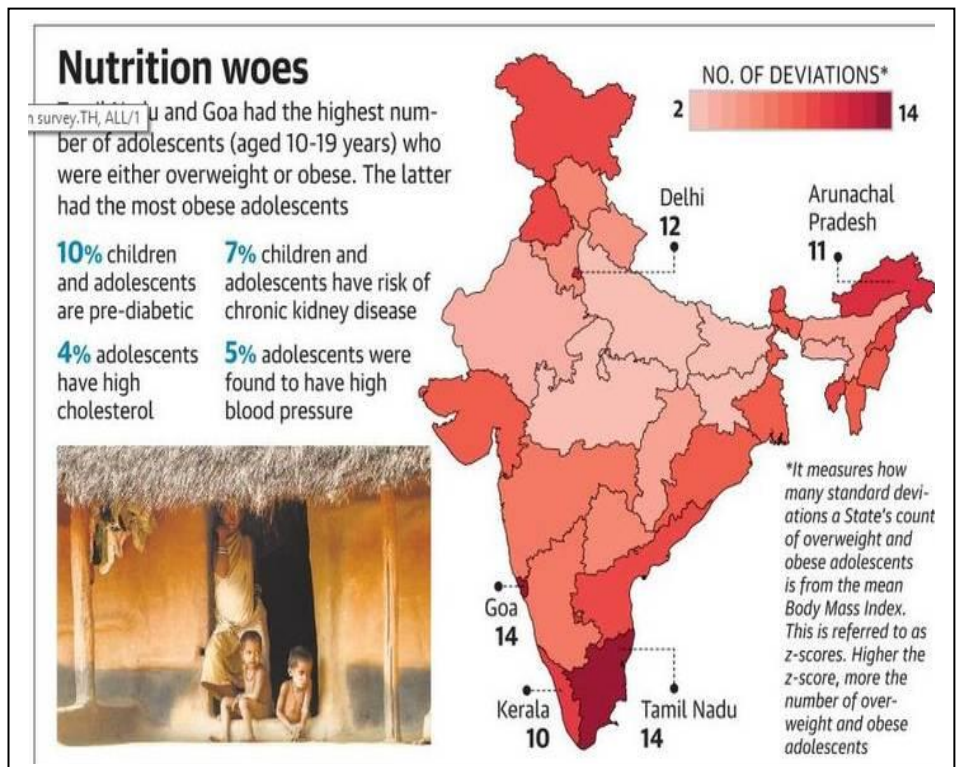 Nutrition woes
n survey.TH, ALL/1
u and Goa had the highest num-
ber of adolescents (aged 10-19 years) who
were either overweight or obese. The latter
had the most obese adolescents
10% children
and adolescents
are pre-diabetic
7% children and
adolescents have risk of
chronic kidney disease
4% adolescents
have high
cholesterol
5% adolescents were
found to have high
blood pressure
NO. OF DEVIATIONS*
2
14
Delhi
12
Arunachal
Pradesh
11
Goa
14
Kerala
10
Tamil Nadu
14
*It measures how
many standard devi-
ations a State's count
of overweight and
obese adolescents
is from the mean
Body Mass Index.
This is referred to as
z-scores. Higher the
z-score, more the
number of over-
weight and obese
adolescents